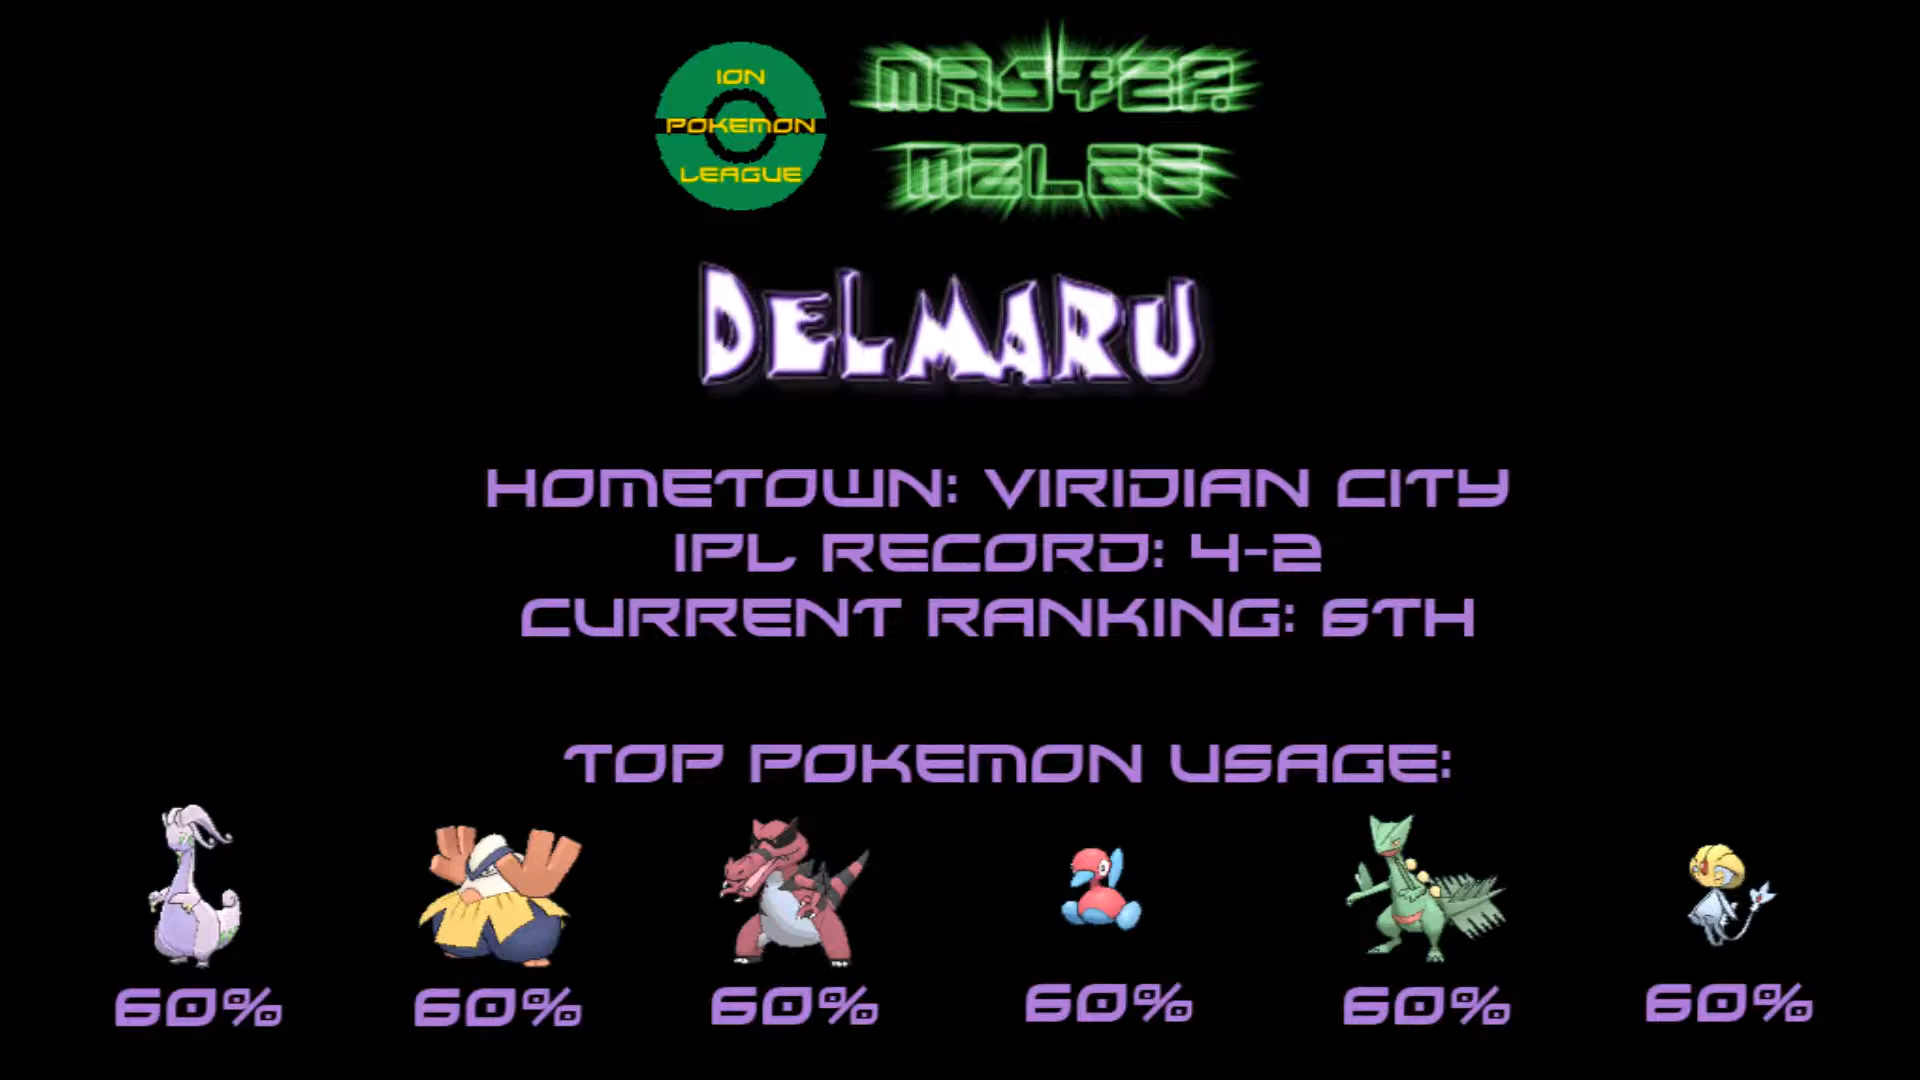 ION
POKEMON
LEAGUE
MASTER
MELEE
DELMARU
HOMETOWN: VIRIDIAN CITY
IPL RECORD: 4-2
CURRENT RANKING: 6TH
TOP POKEMON USAGE:
60% 60% 60% 60% 60% 60%